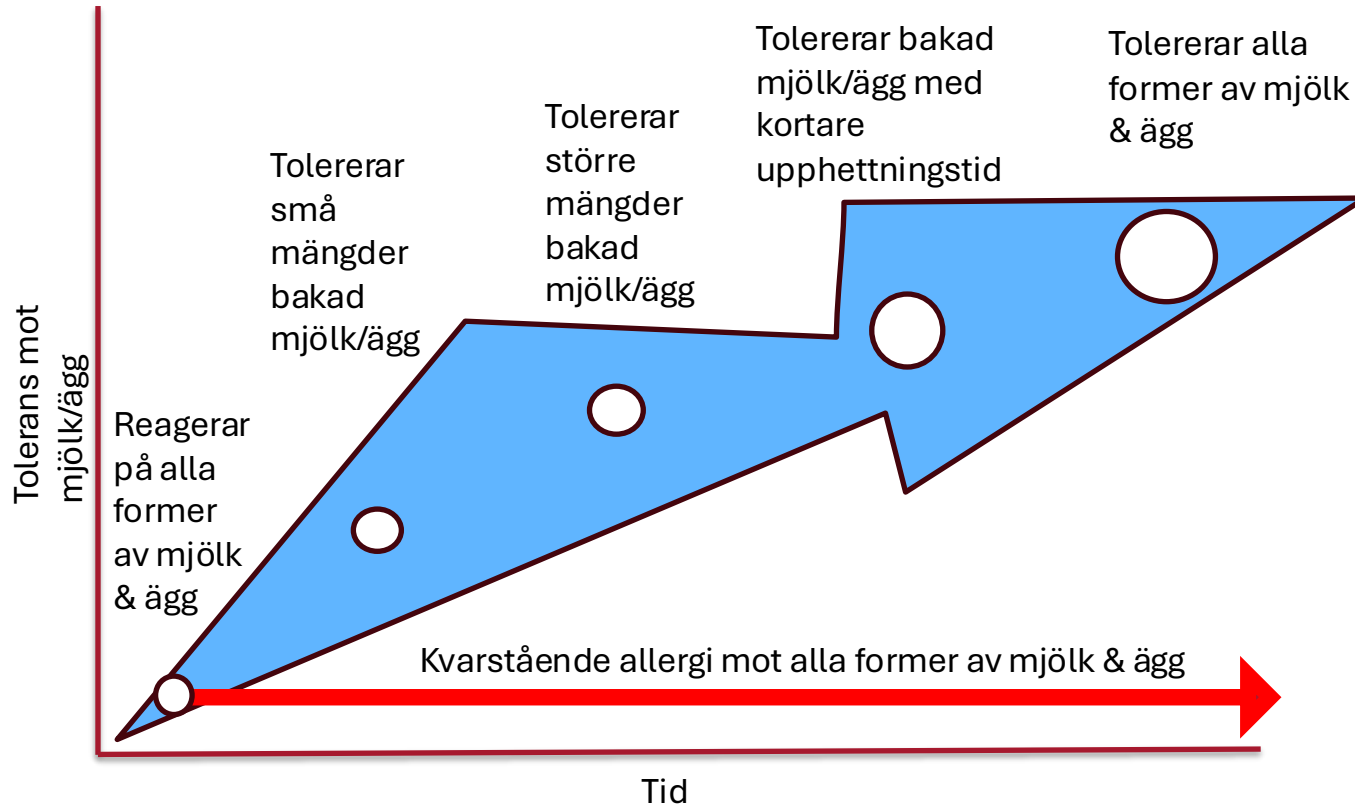 Tolerans mot
mjölk/ägg
Reagerar
på alla
former
av mjölk
& ägg
Tolererar
små
mängder
bakad
mjölk/ägg
Tolererar
större
mängder
bakad
mjölk/ägg
Tolererar bakad
mjölk/ägg med
kortare
upphettningstid
Tolererar alla
former av mjölk
& ägg
Kvarstående allergi mot alla former av mjölk & ägg
Tid